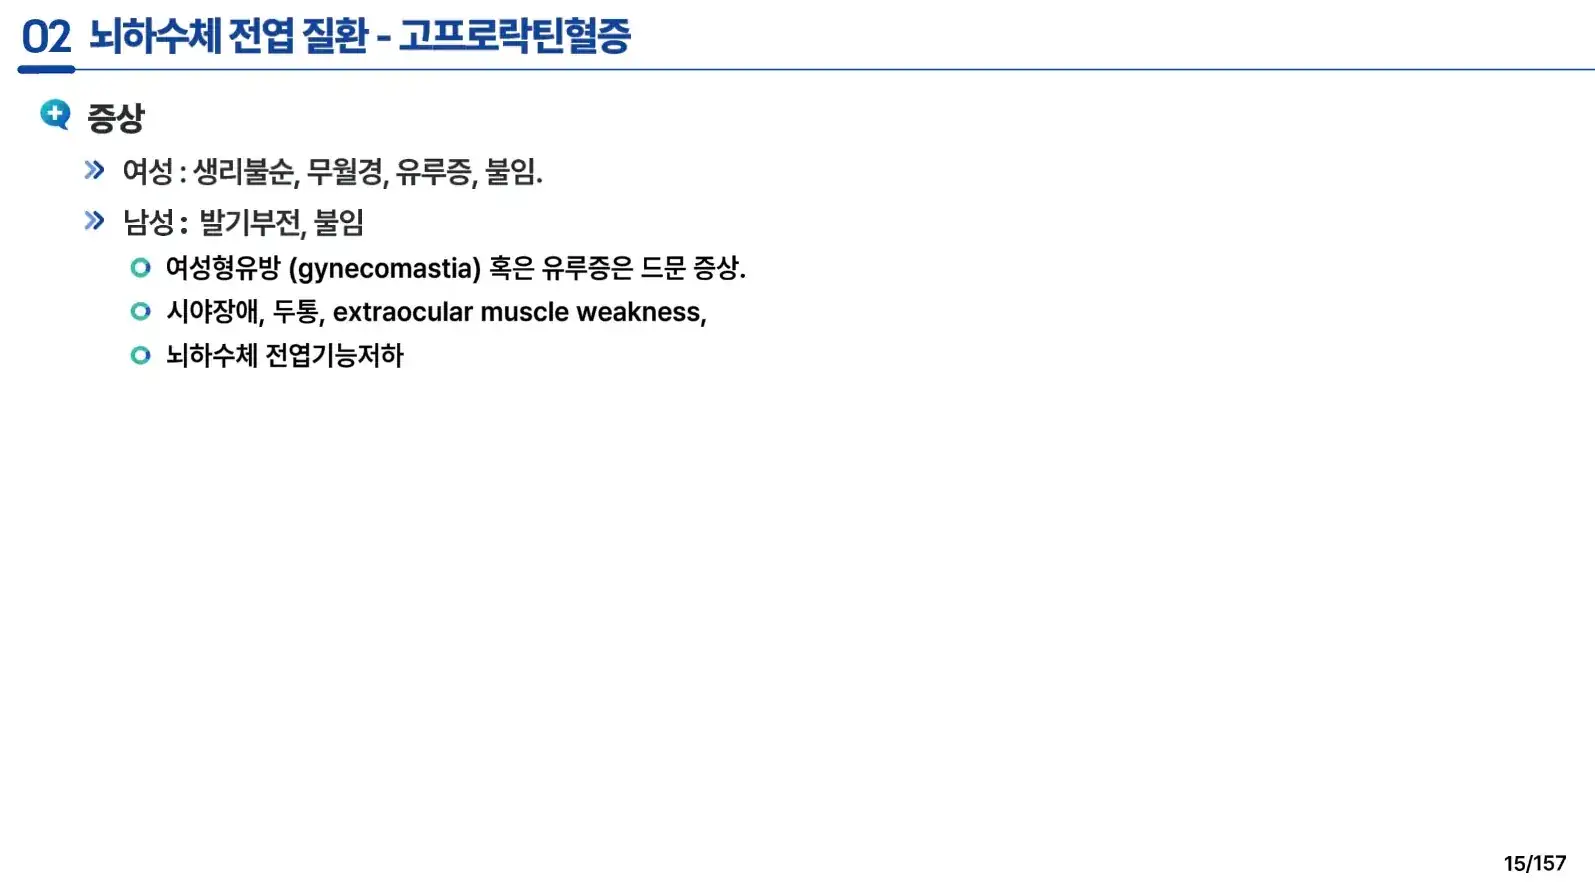 02 뇌하수체 전엽 질환 - 고프로락틴혈증
증상
여성 : 생리불순, 무월경, 유루증, 불임.
남성 : 발기부전, 불임
여성형유방 (gynecomastia) 혹은 유루증은 드문 증상.
시야장애, 두통, extraocular muscle weakness,
뇌하수체 전엽기능저하
15/157